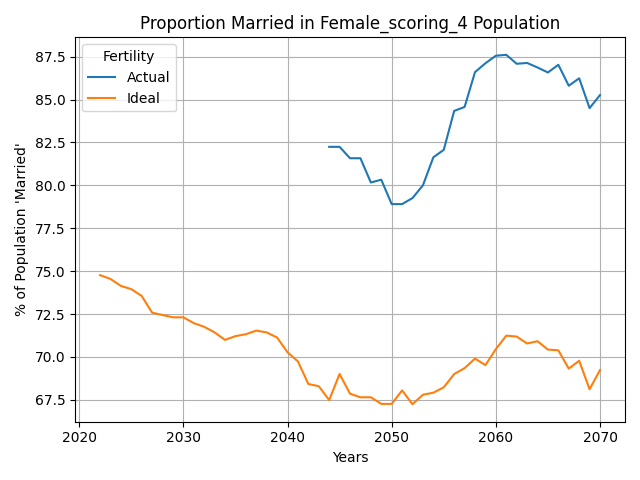 Proportion Married in Female_scoring_4 Population
Fertility
Actual
Ideal
% of Population 'Married'
87.5
85.0
82.5
80.0
77.5
75.0
72.5
70.0
67.5
2020 2030 2040 2050 2060 2070
Years